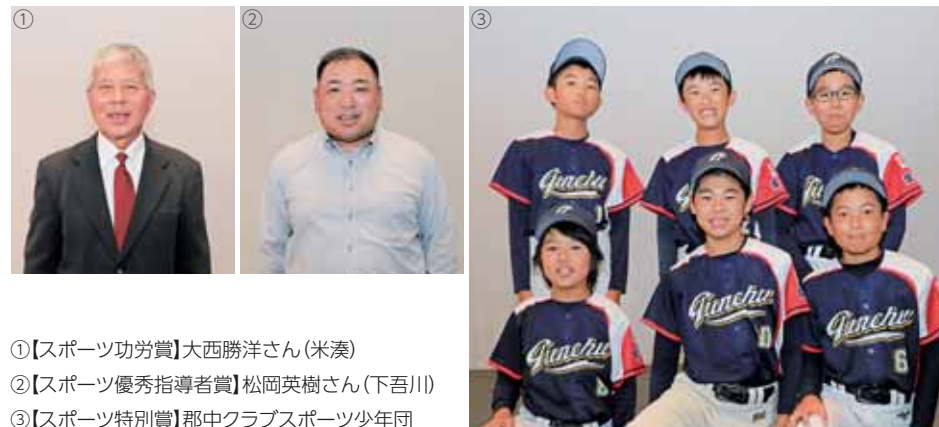 ①
②
③
Gunchu
Gunchu
Gunchu
Gunchu
6
①【スポーツ功労賞】大西勝洋さん(米湊)
②【スポーツ優秀指導者賞】松岡英樹さん(下吾川)
③【スポーツ特別賞】郡中クラブスポーツ少年団